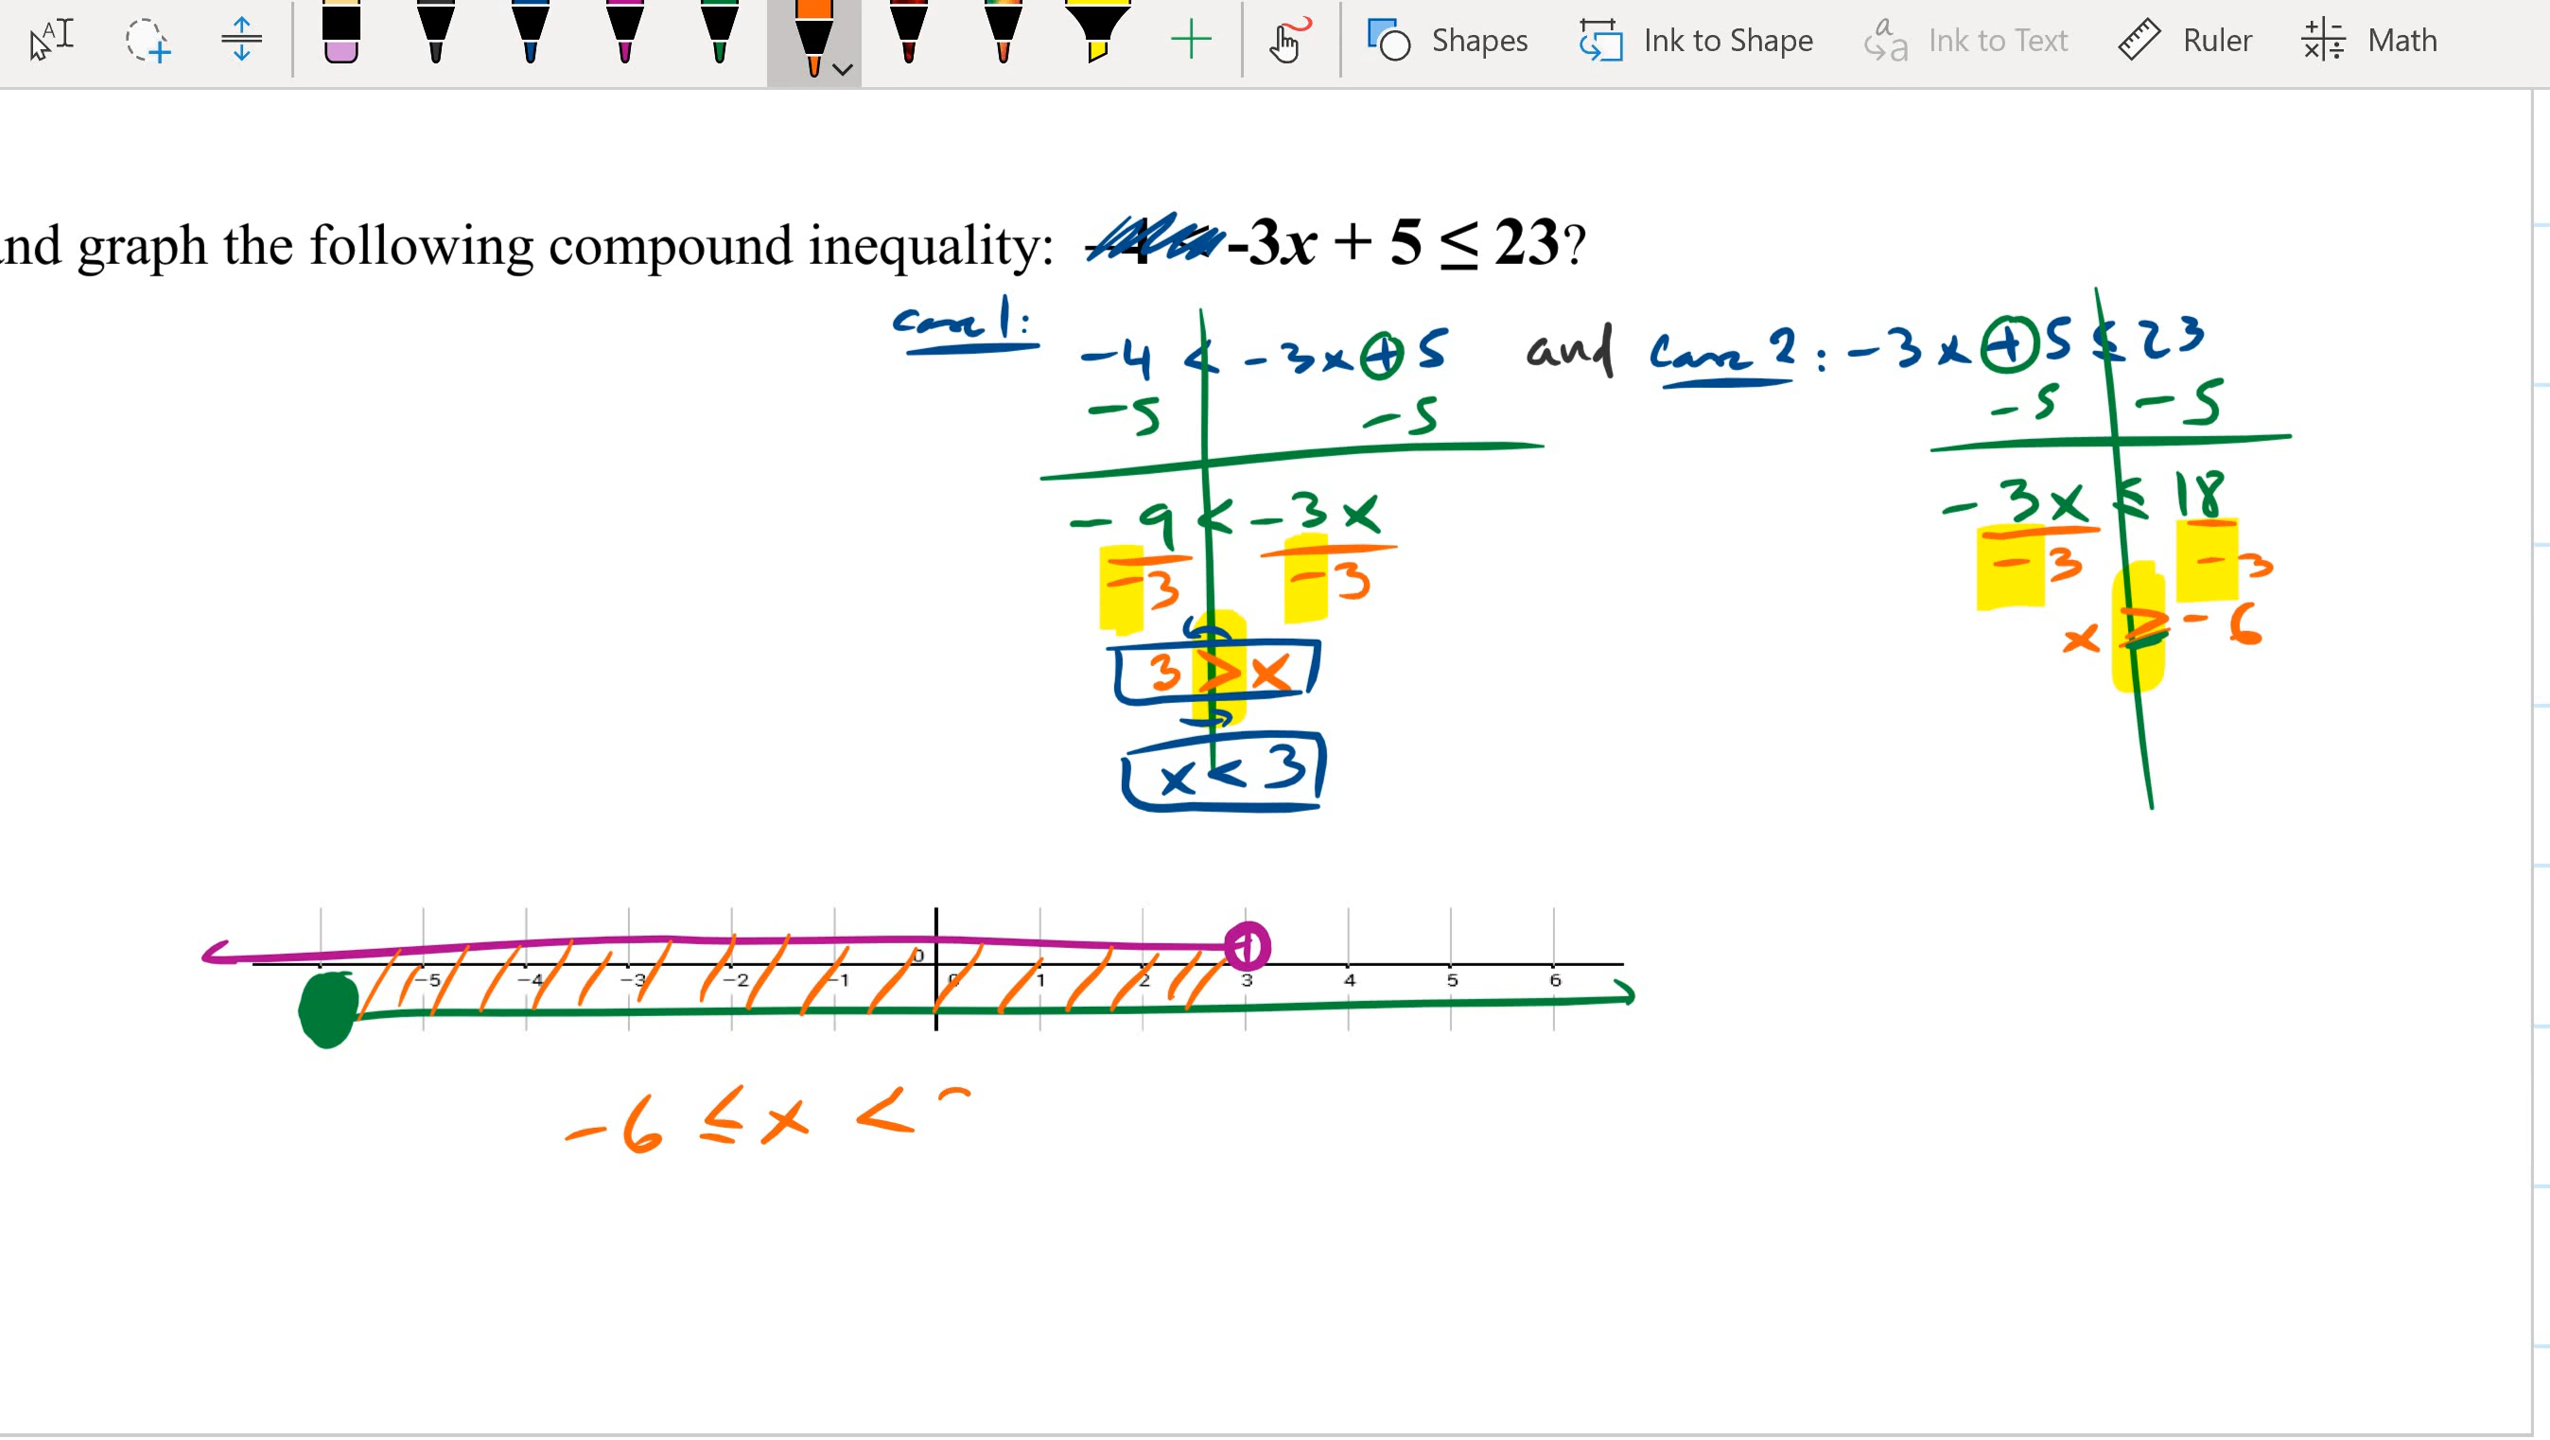 Shapes Ink to Shape Ink to Text Ruler Math
nd graph the following compound inequality: -4 < -3x + 5 ≤ 23?
case 1: -4 < -3x + 5 and case 2: -3x + 5 ≤ 23
-5 -5 -5 -5
-9 < -3x -3x ≤ 18
-3 -3 -3 -3
3 > x x ≥ -6
x < 3
0
-5 -4 -3 -2 -1 0 1 2 3 4 5 6
-6 ≤ x <